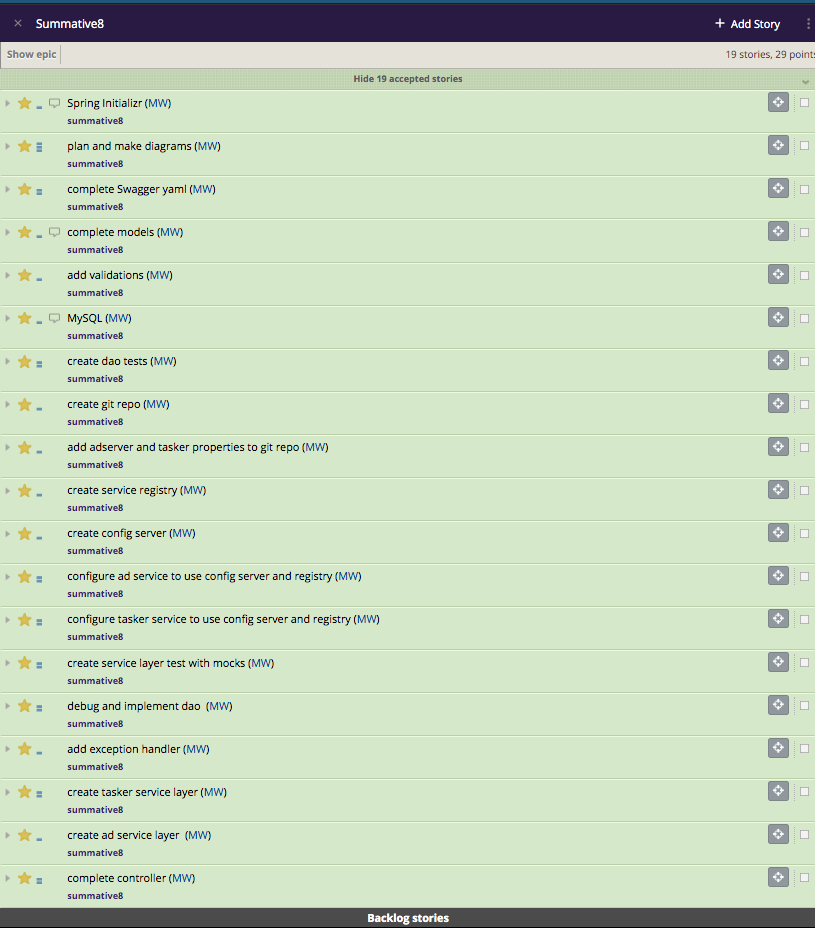 Summative8
+ Add Story
Show epic
19 stories, 29 points
Hide 19 accepted stories
Spring Initializr (MW)
summative8
plan and make diagrams (MW)
summative8
complete Swagger yaml (MW)
summative8
complete models (MW)
summative8
add validations (MW)
summative8
MySQL (MW)
summative8
create dao tests (MW)
summative8
create git repo (MW)
summative8
add adserver and tasker properties to git repo (MW)
summative8
create service registry (MW)
summative8
create config server (MW)
summative8
configure ad service to use config server and registry (MW)
summative8
configure tasker service to use config server and registry (MW)
summative8
create service layer test with mocks (MW)
summative8
debug and implement dao (MW)
summative8
add exception handler (MW)
summative8
create tasker service layer (MW)
summative8
create ad service layer (MW)
summative8
complete controller (MW)
summative8
Backlog stories